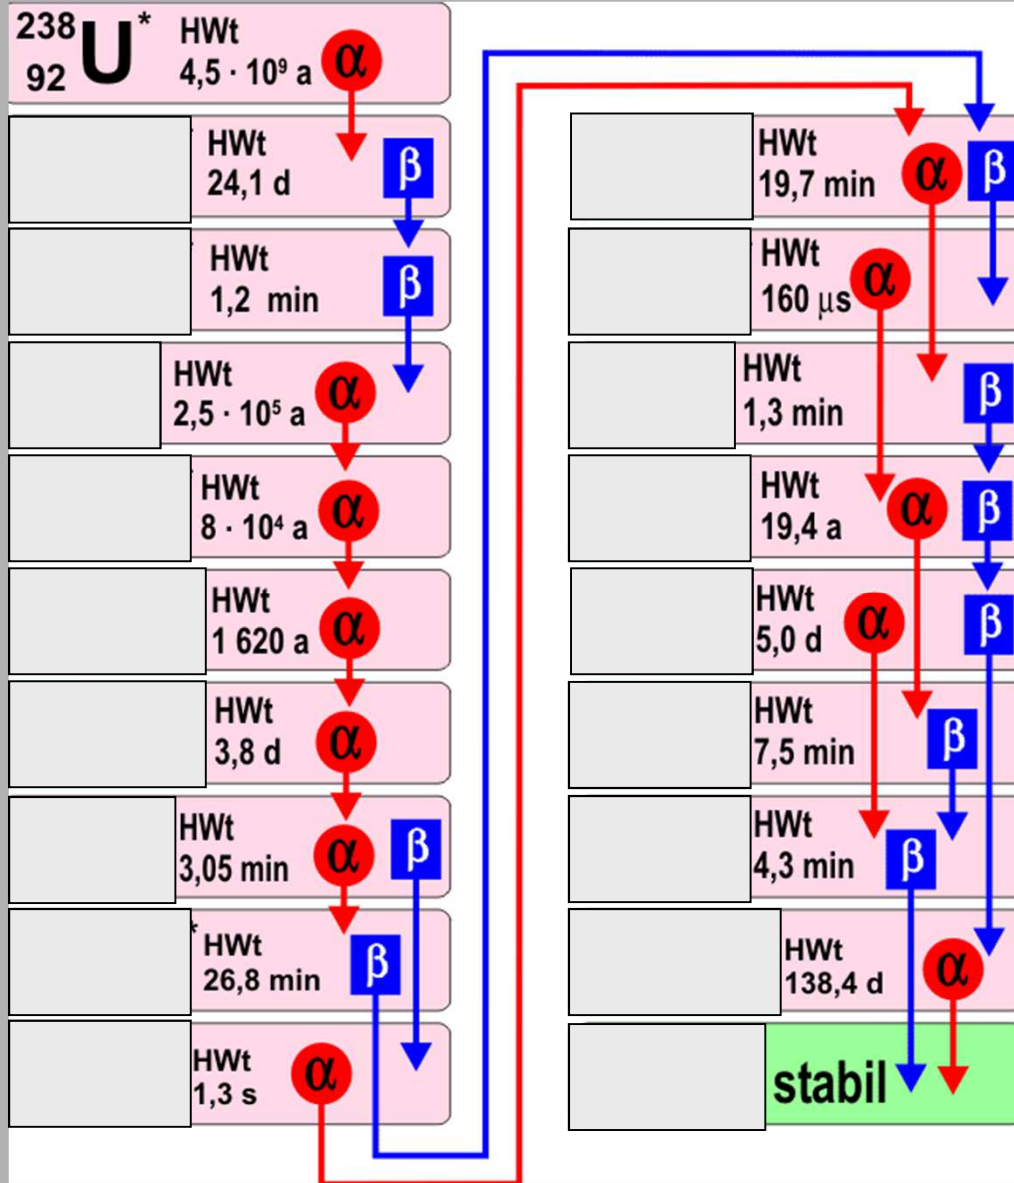 238
92 U* HWt
4,5 · 10⁹ a α
HWt
24,1 d β
HWt
1,2 min β
HWt
2,5 · 10⁵ a α
HWt
8 · 10⁴ a α
HWt
1 620 a α
HWt
3,8 d α
HWt
3,05 min α β
* HWt
26,8 min β
HWt
1,3 s α
HWt
19,7 min α β
HWt
160 μs α
HWt
1,3 min β
HWt
19,4 a α β
HWt
5,0 d α β
HWt
7,5 min β
HWt
4,3 min β
HWt
138,4 d α
stabil